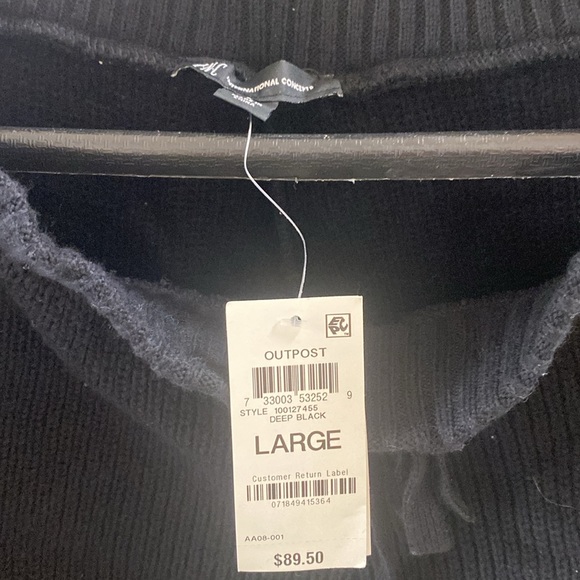 INTERNATIONAL CONCEPTS
OUTPOST
7 33003 53252 9
STYLE 100127455
DEEP BLACK
LARGE
Customer Return Label
071849415364
AA08-001
$89.50